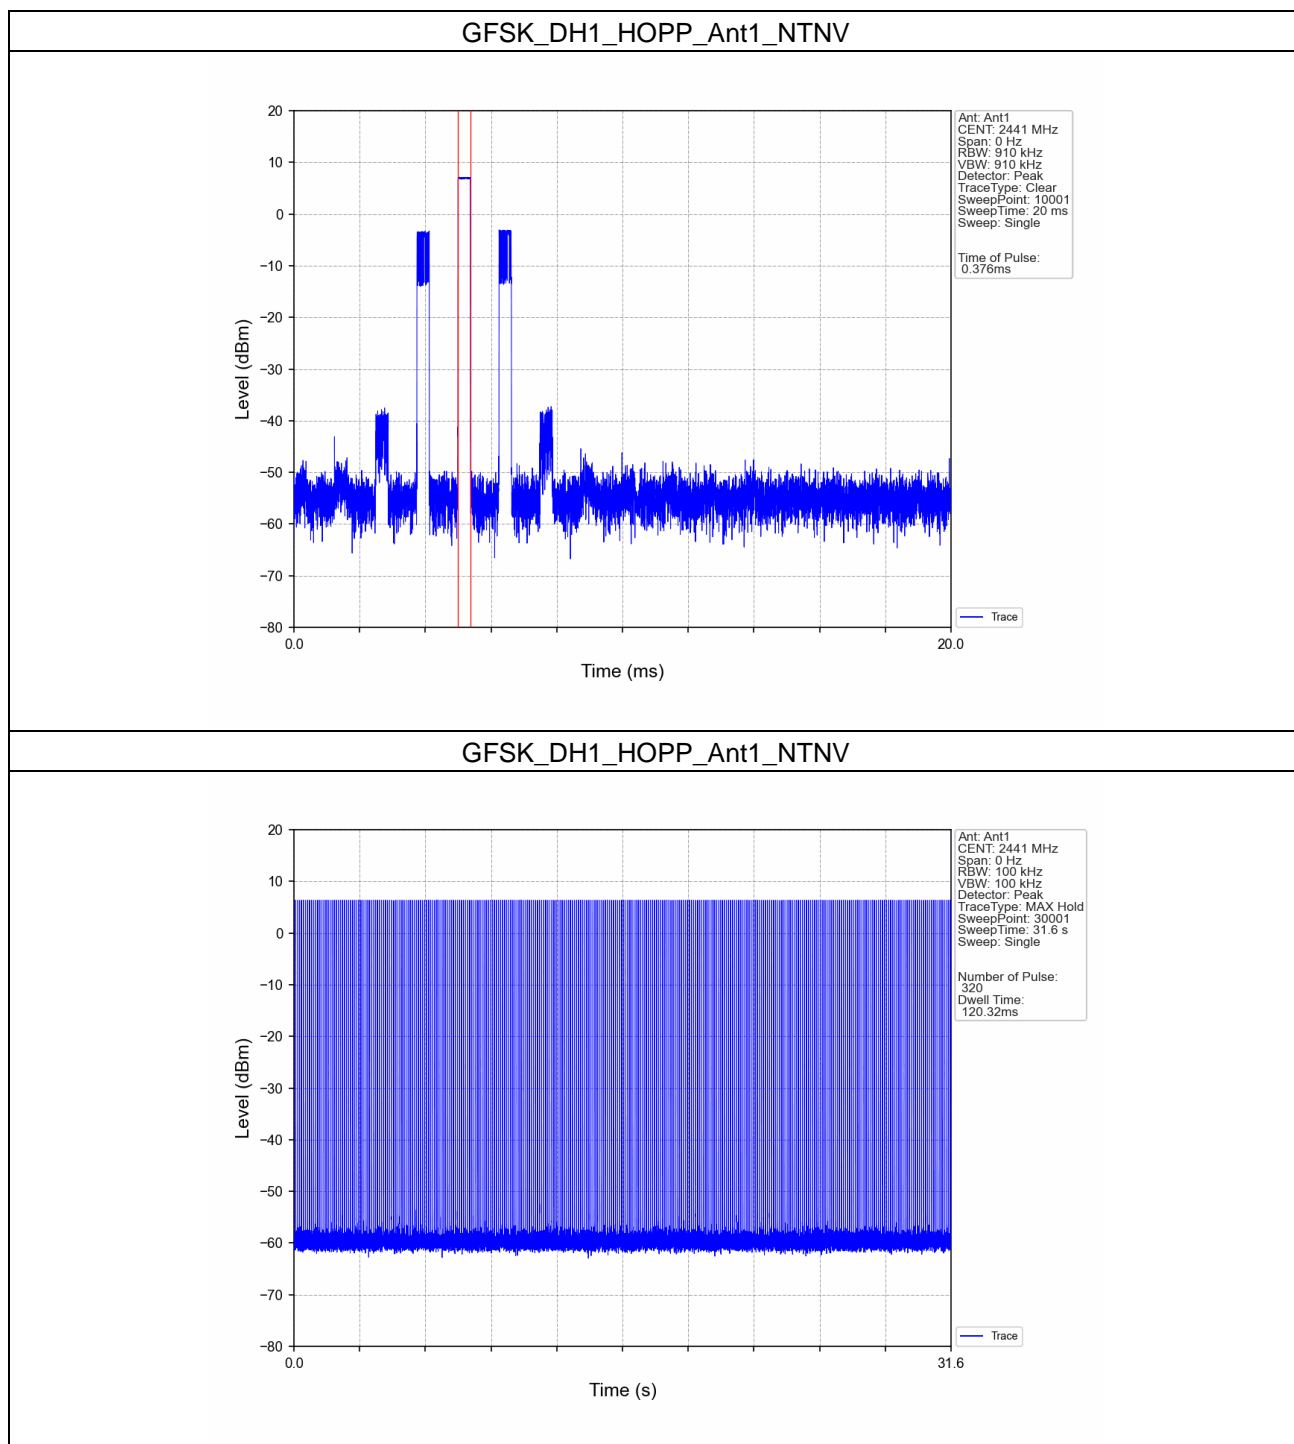 GFSK_DH1_HOPP_Ant1_NTNV
20
10
0
−10
−20
−30
−40
−50
−60
−70
−80
Level (dBm)
0.0
20.0
Time (ms)
Ant: Ant1
CENT: 2441 MHz
Span: 0 Hz
RBW: 910 kHz
VBW: 910 kHz
Detector: Peak
TraceType: Clear
SweepPoint: 10001
SweepTime: 20 ms
Sweep: Single
Time of Pulse:
0.376ms
Trace
GFSK_DH1_HOPP_Ant1_NTNV
20
10
0
−10
−20
−30
−40
−50
−60
−70
−80
Level (dBm)
0.0
31.6
Time (s)
Ant: Ant1
CENT: 2441 MHz
Span: 0 Hz
RBW: 100 kHz
VBW: 100 kHz
Detector: Peak
TraceType: MAX Hold
SweepPoint: 30001
SweepTime: 31.6 s
Sweep: Single
Number of Pulse:
320
Dwell Time:
120.32ms
Trace